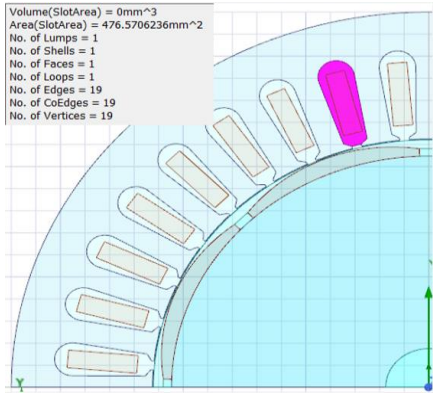 Volume(SlotArea) = 0mm^3
Area(SlotArea) = 476.5706236mm^2
No. of Lumps = 1
No. of Shells = 1
No. of Faces = 1
No. of Loops = 1
No. of Edges = 19
No. of CoEdges = 19
No. of Vertices = 19
Y